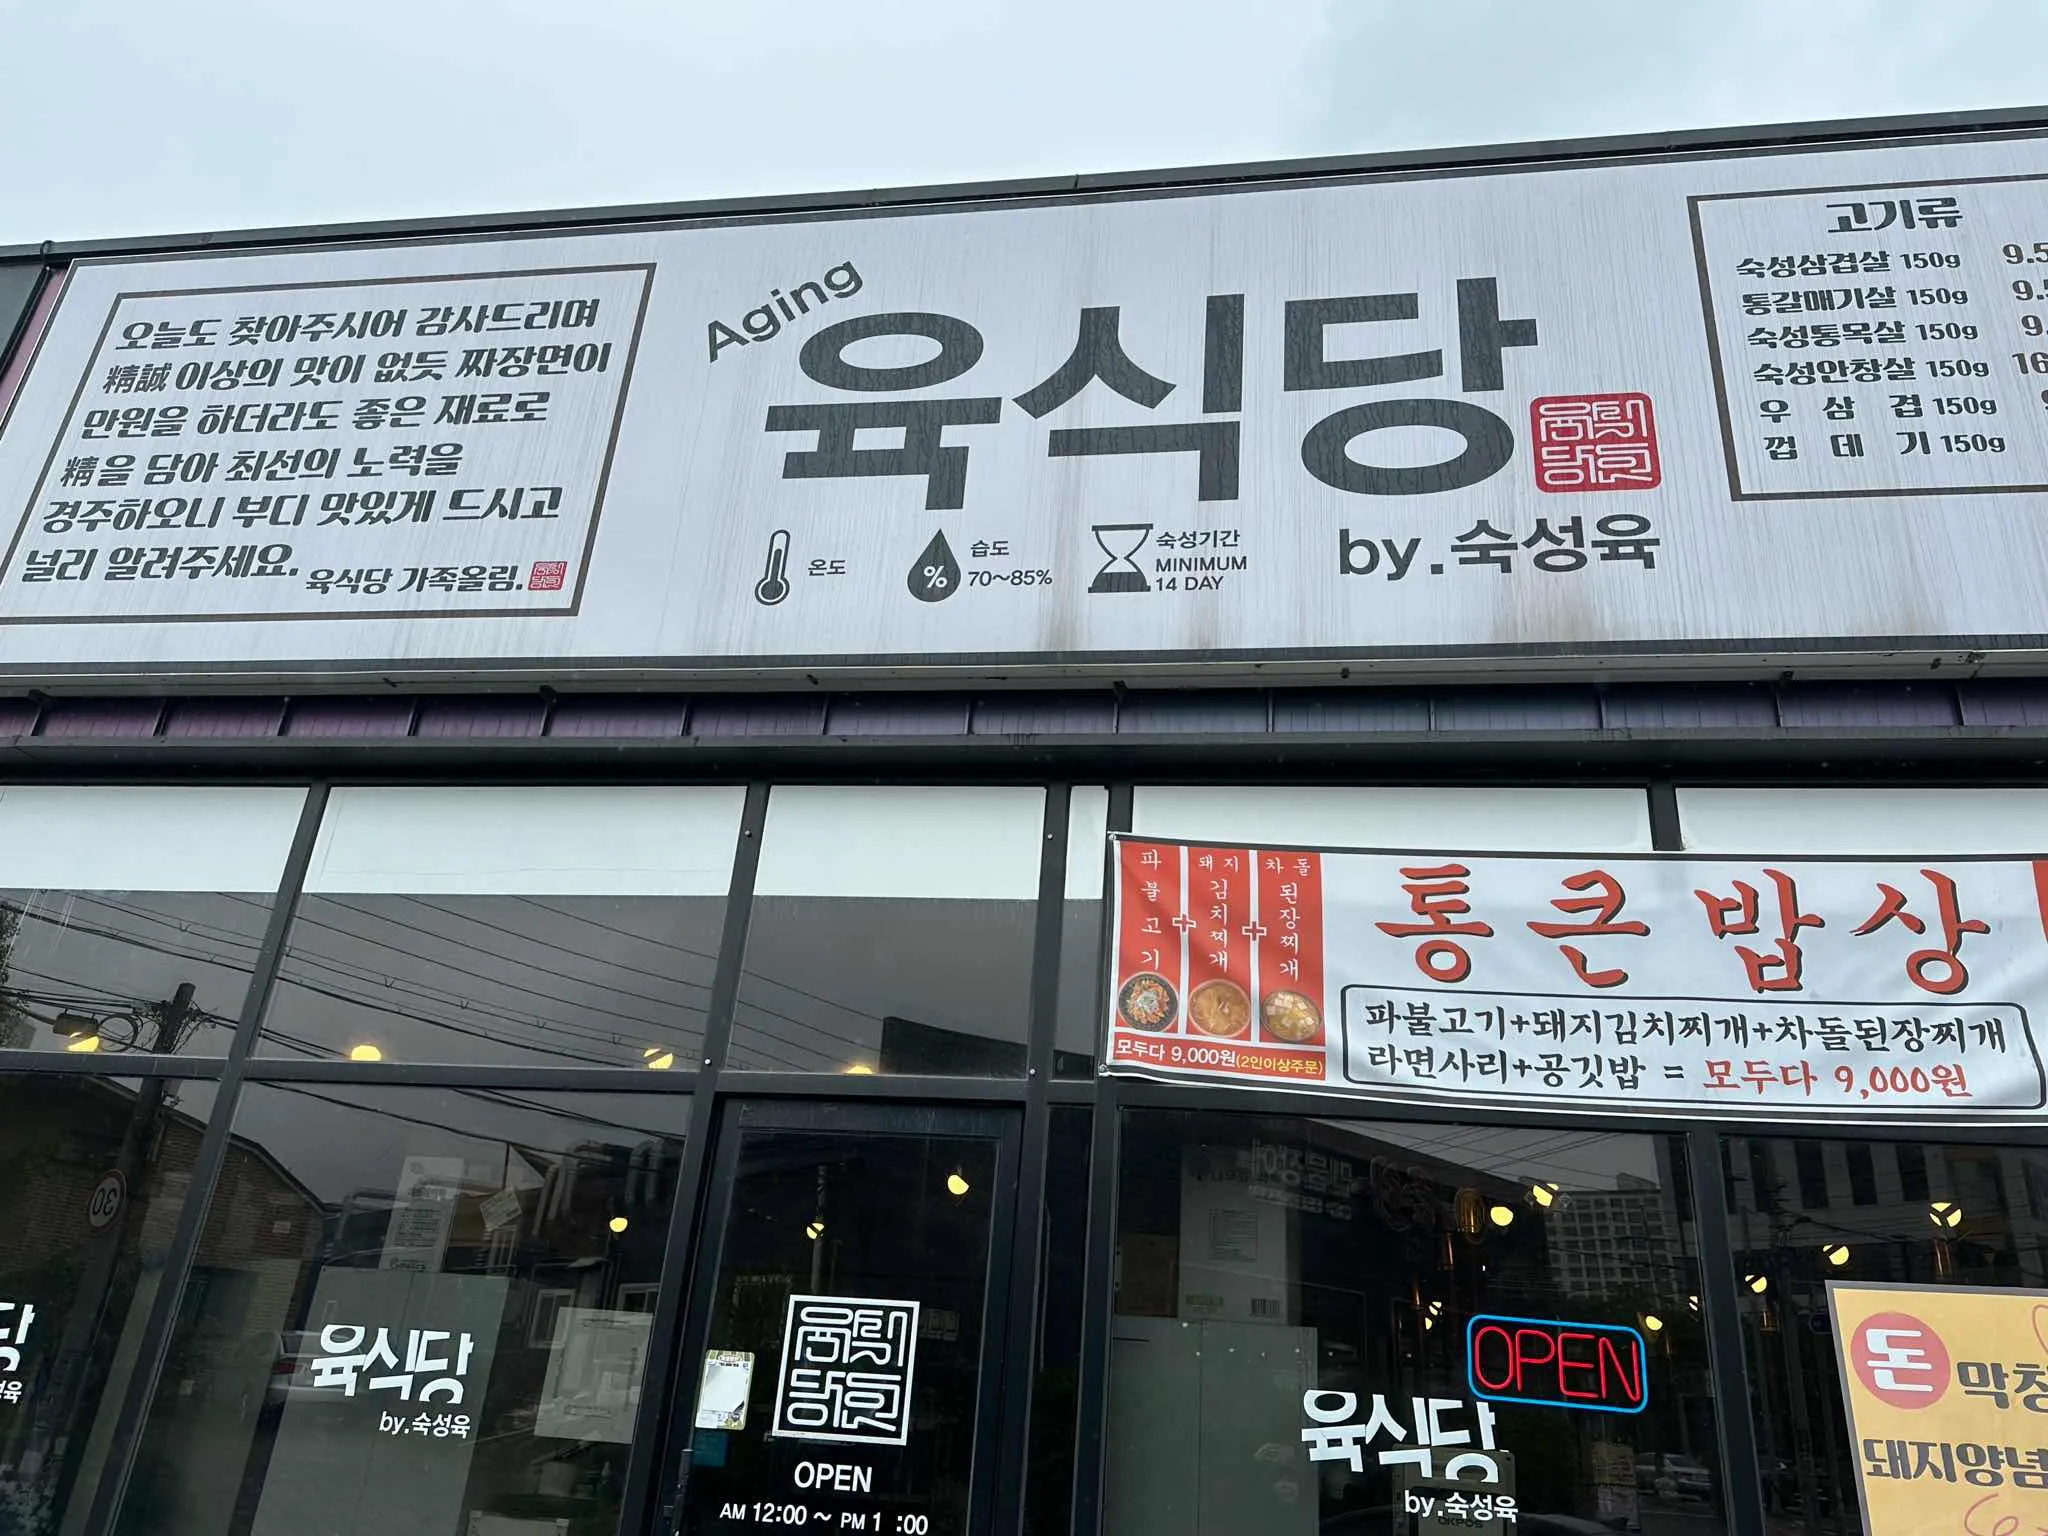 오늘도 찾아주시어 감사드리며
精誠 이상의 맛이 없듯 짜장면이
만원을 하더라도 좋은 재료로
精을 담아 최선의 노력을
경주하오니 부디 맛있게 드시고
널리 알려주세요.
육식당 가족올림.
Aging
육식당
by.숙성육
온도
%
습도
70~85%
숙성기간
MINIMUM
14 DAY
고기류
숙성삼겹살 150g 9.5
통갈매기살 150g 9.
숙성통목살 150g 9.
숙성안창살 150g 16
우삼겹 150g
껍데기 150g
파불고기
+
돼지김치찌개
+
차돌된장찌개
모두다 9,000원(2인이상주문)
통큰밥상
파불고기+돼지김치찌개+차돌된장찌개
라면사리+공깃밥 = 모두다 9,000원
30
육식당
by.숙성육
OPEN
AM 12:00 ~ PM 1 :00
OPEN
육식당
by.숙성육
OKPOS
돈
막창
돼지양념